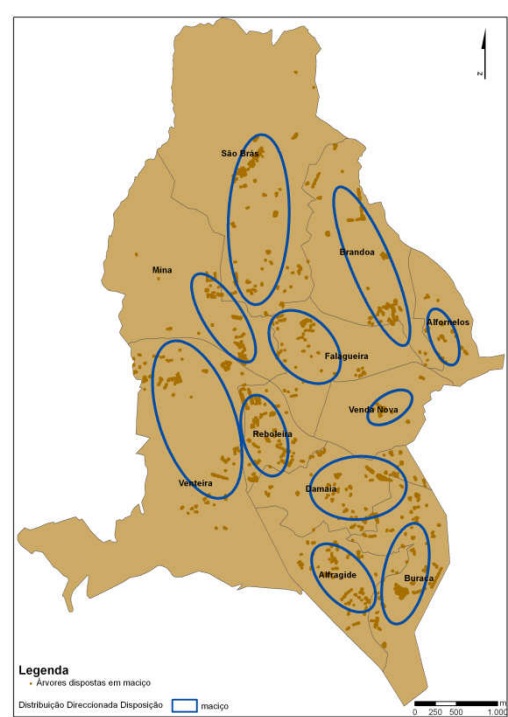 N
São Brás
Brandoa
Mina
Alfornelos
Falagueira
Venda Nova
Reboleira
Venteira
Damaia
Alfragide
Buraca
Legenda
Árvores dispostas em maciço
Distribuição Direccionada Disposição maciço
m
0 250 500 1.000